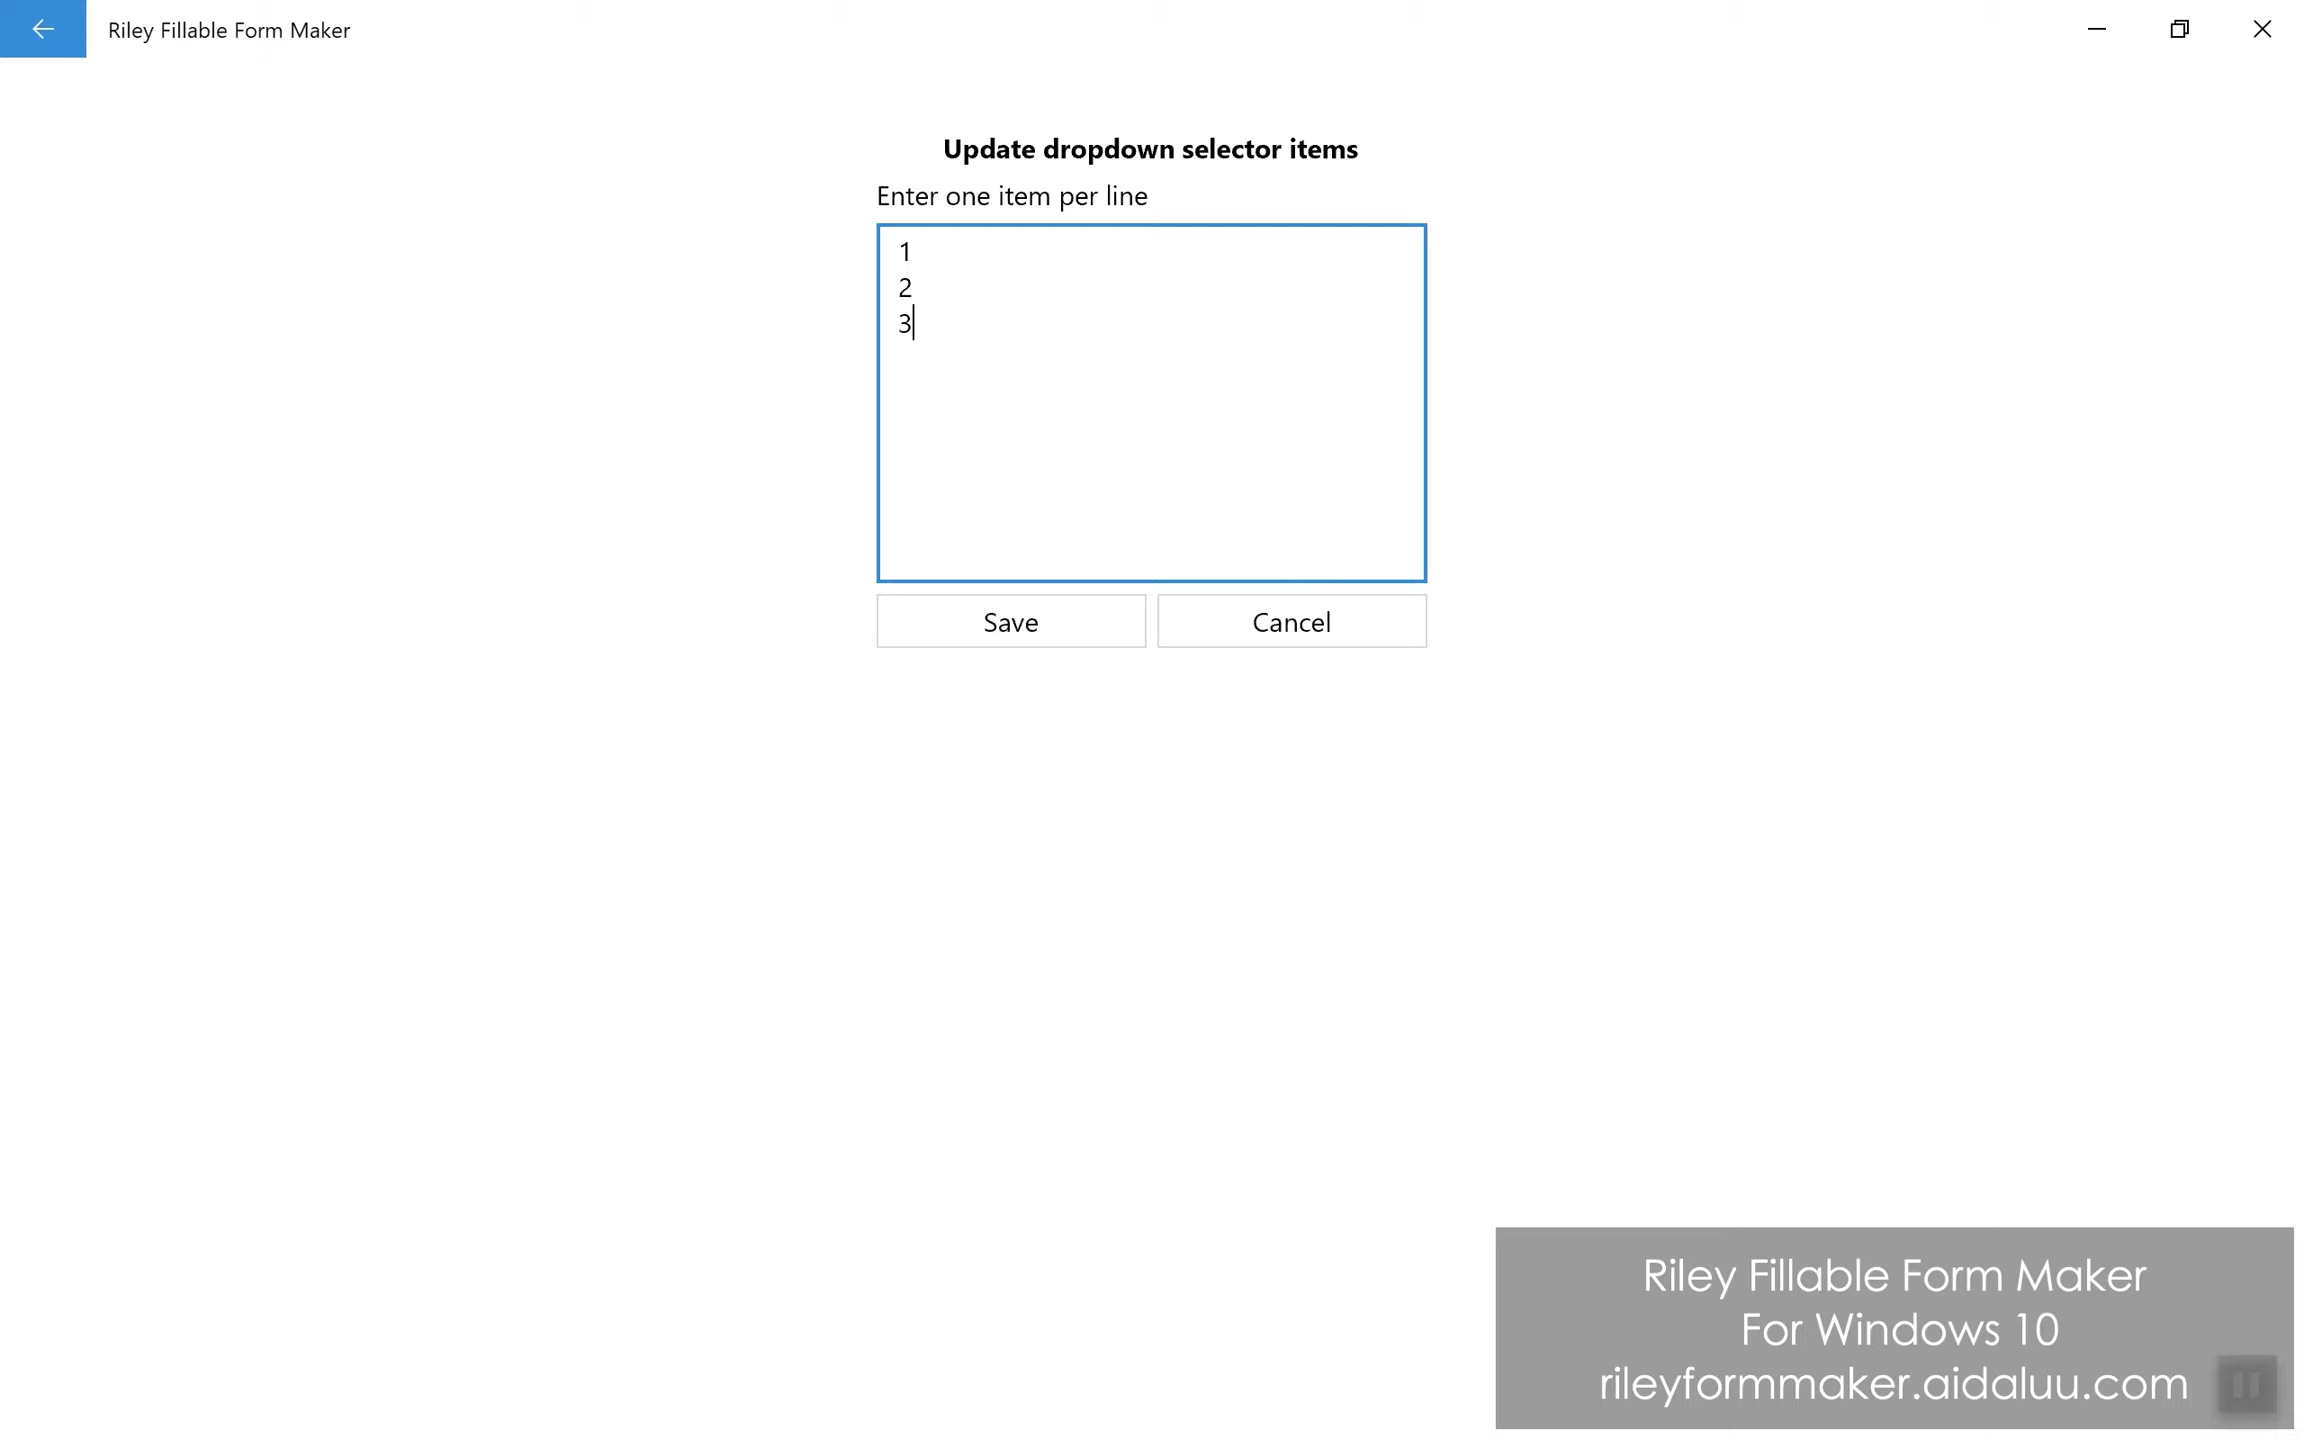 Riley Fillable Form Maker
Update dropdown selector items
Enter one item per line
1
2
3
Save
Cancel
Riley Fillable Form Maker
For Windows 10
rileyformmaker.aidaluu.com